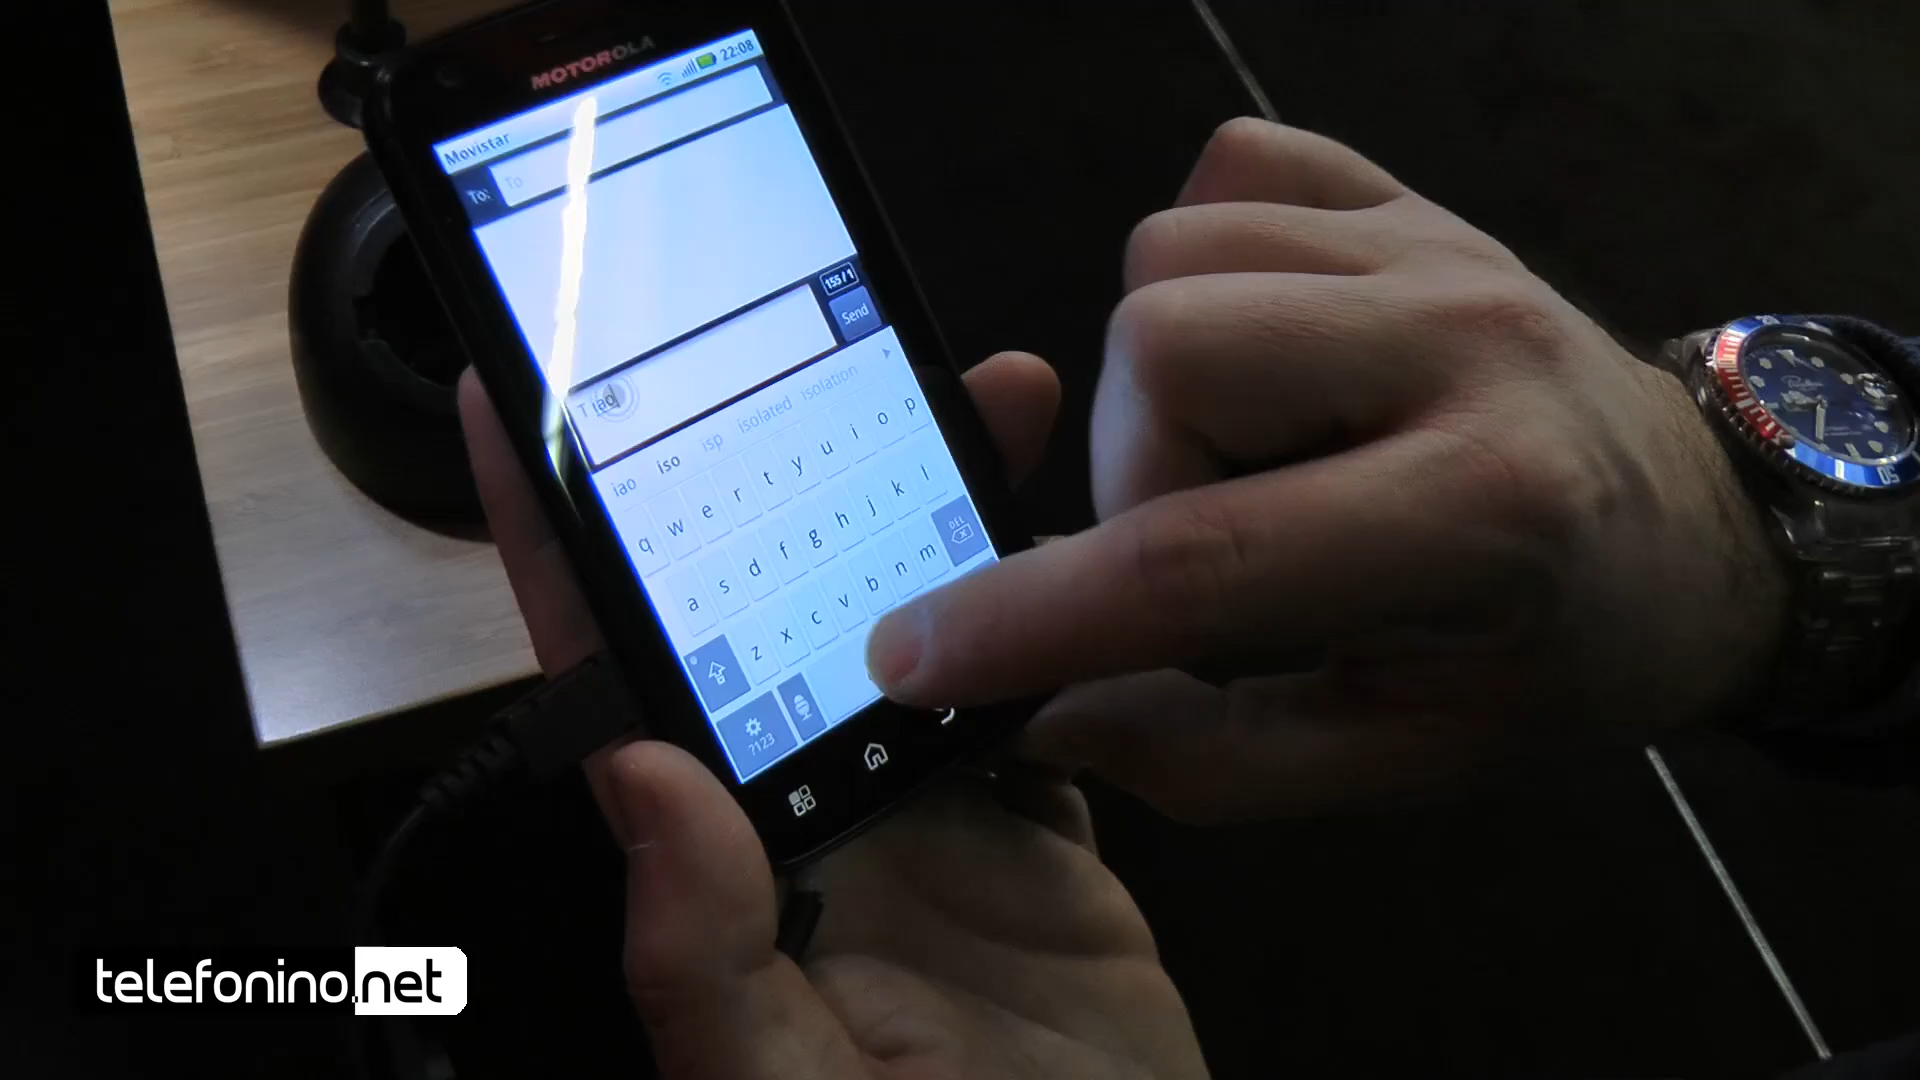 MOTOROLA
22:08
Movistar
To: To
155/1
Send
T iao
iao iso isp isolated isolation
q w e r t y u i o p
a s d f g h j k l
z x c v b n m DEL
?123
telefonino.net